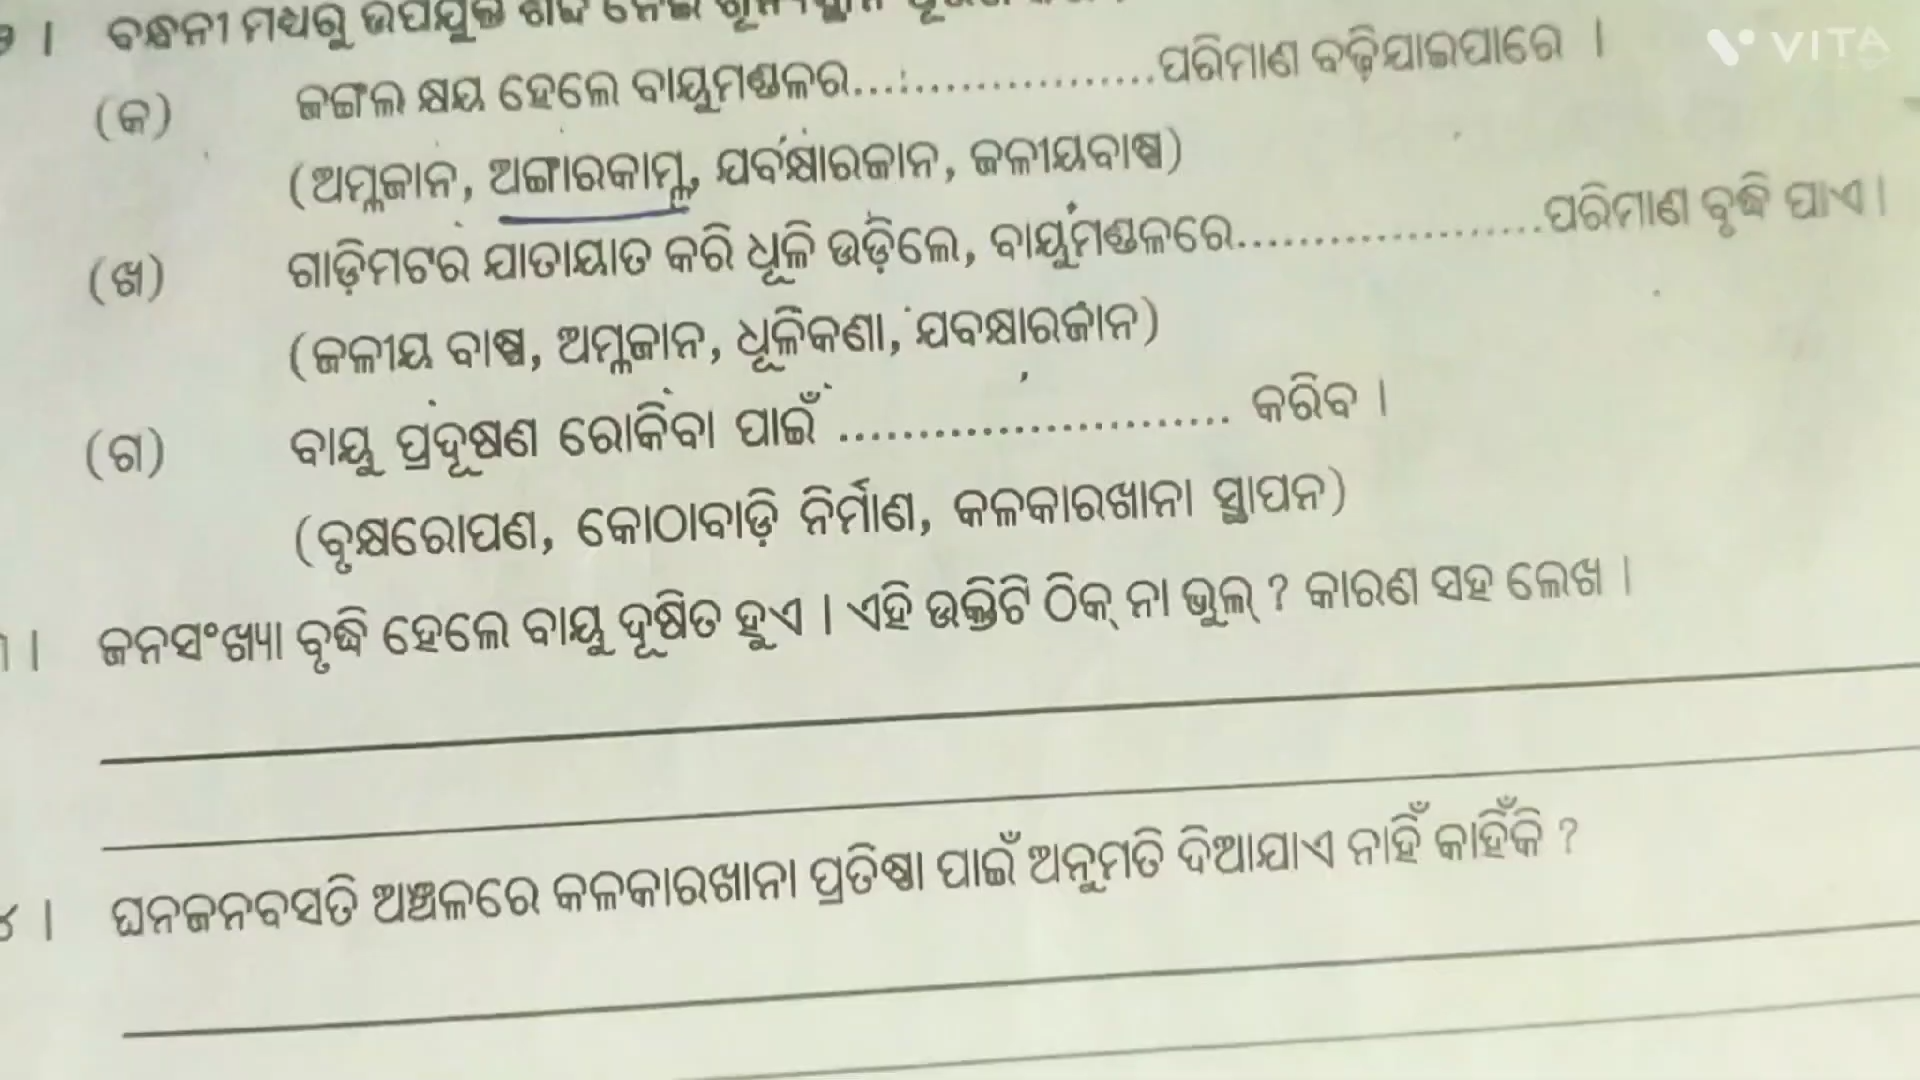 । ବନ୍ଧନୀ ମଧ୍ୟରୁ ଉପଯୁକ୍ତ ଶବ୍ଦ ନେଇ
(କ) ଜଙ୍ଗଲ କ୍ଷୟ ହେଲେ ବାୟୁମଣ୍ଡଳର...................ପରିମାଣ ବଢ଼ିଯାଇପାରେ ।
(ଅମ୍ଳଜାନ, ଅଙ୍ଗାରକାମ୍ଳ, ଯବକ୍ଷାରଜାନ, ଜଳୀୟବାଷ୍ପ)
(ଖ) ଗାଡ଼ିମଟର ଯାତାୟାତ କରି ଧୂଳି ଉଡ଼ିଲେ, ବାୟୁମଣ୍ଡଳରେ...................ପରିମାଣ ବୃଦ୍ଧି ପାଏ।
(ଜଳୀୟ ବାଷ୍ପ, ଅମ୍ଳଜାନ, ଧୂଳିକଣା, ଯବକ୍ଷାରଜାନ)
(ଗ) ବାୟୁ ପ୍ରଦୂଷଣ ରୋକିବା ପାଇଁ ........................ କରିବ ।
(ବୃକ୍ଷରୋପଣ, କୋଠାବାଡ଼ି ନିର୍ମାଣ, କଳକାରଖାନା ସ୍ଥାପନ)
। ଜନସଂଖ୍ୟା ବୃଦ୍ଧି ହେଲେ ବାୟୁ ଦୂଷିତ ହୁଏ । ଏହି ଉକ୍ତିଟି ଠିକ୍ ନା ଭୁଲ୍ ? କାରଣ ସହ ଲେଖ ।
୪ । ଘନଜନବସତି ଅଞ୍ଚଳରେ କଳକାରଖାନା ପ୍ରତିଷ୍ଠା ପାଇଁ ଅନୁମତି ଦିଆଯାଏ ନାହିଁ କାହିଁକି ?
VITA